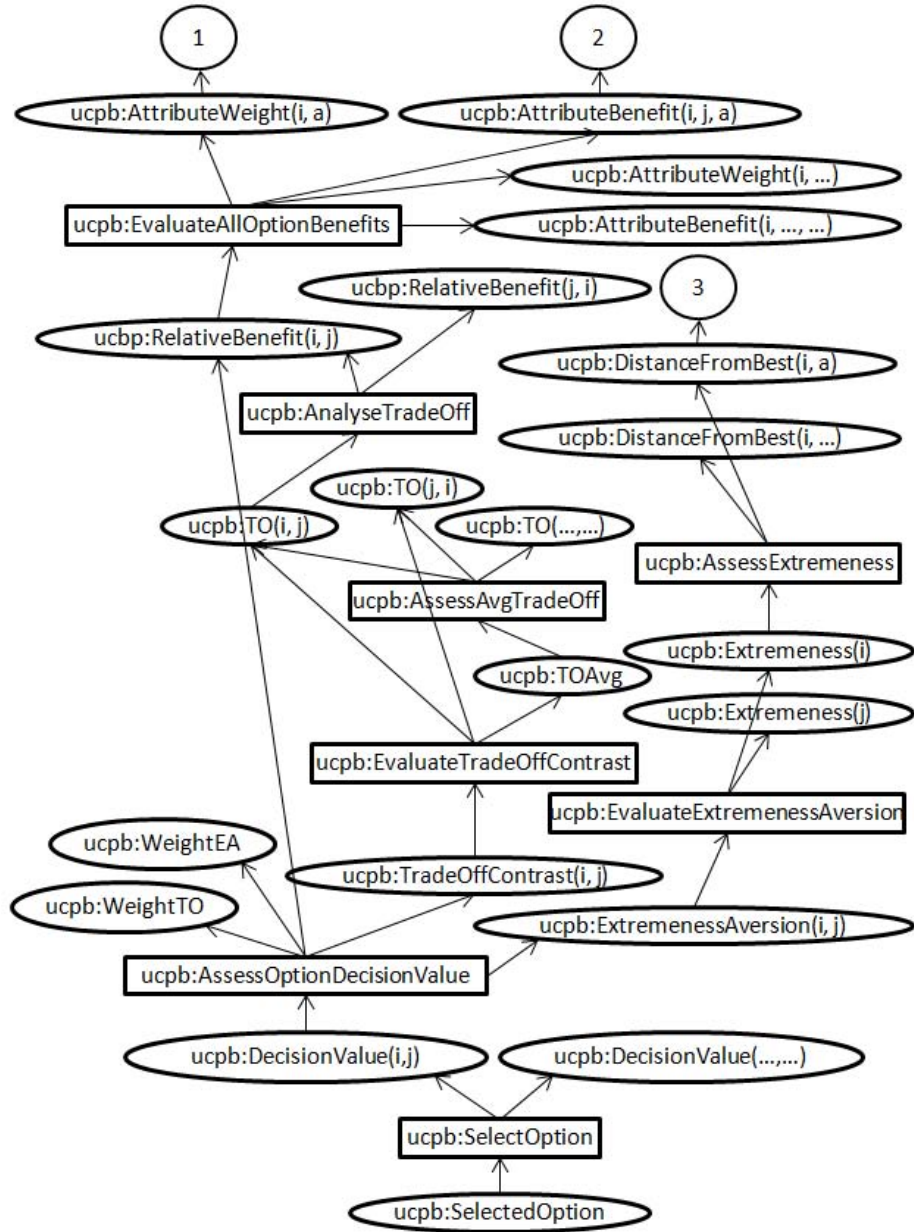 1
2
ucpb:AttributeWeight(i, a)
ucpb:AttributeBenefit(i, j, a)
ucpb:AttributeWeight(i, ...)
ucpb:EvaluateAllOptionBenefits
ucpb:AttributeBenefit(i, ..., ...)
ucbp:RelativeBenefit(j, i)
3
ucbp:RelativeBenefit(i, j)
ucpb:DistanceFromBest(i, a)
ucpb:AnalyseTradeOff
ucpb:DistanceFromBest(i, ...)
ucpb:TO(j, i)
ucpb:TO(i, j)
ucpb:TO(...,...)
ucpb:AssessExtremeness
ucpb:AssessAvgTradeOff
ucpb:Extremeness(i)
ucpb:TOAvg
ucpb:Extremeness(j)
ucpb:EvaluateTradeOffContrast
ucpb:EvaluateExtremenessAversion
ucpb:WeightEA
ucpb:TradeOffContrast(i, j)
ucpb:WeightTO
ucpb:ExtremenessAversion(i, j)
ucpb:AssessOptionDecisionValue
ucpb:DecisionValue(i,j)
ucpb:DecisionValue(...,...)
ucpb:SelectOption
ucpb:SelectedOption